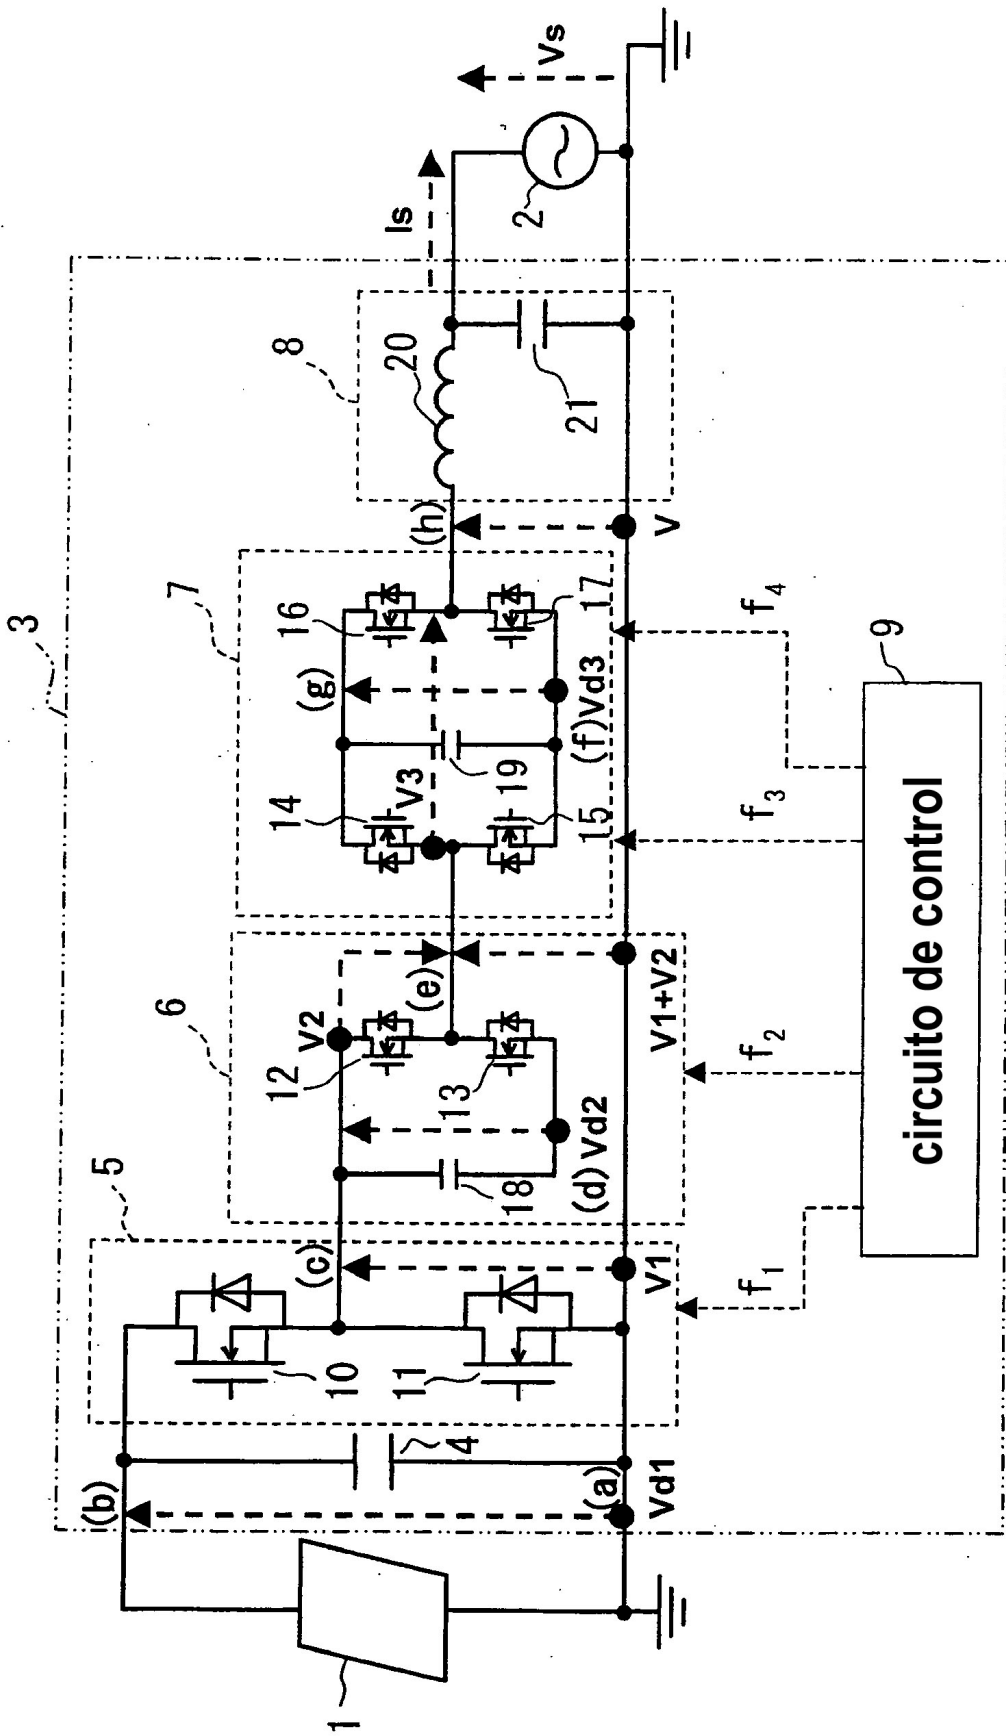 3
5
6
7
8
(b)
(c)
V2
(g)
(h)
Is
Vs
10
12
14
16
20
V3
(e)
1
4
11
18
13
19
15
17
21
2
(a)
Vd1
V1
(d) Vd2
V1+V2
(f) Vd3
V
f1
f2
f3
f4
9
circuito de control